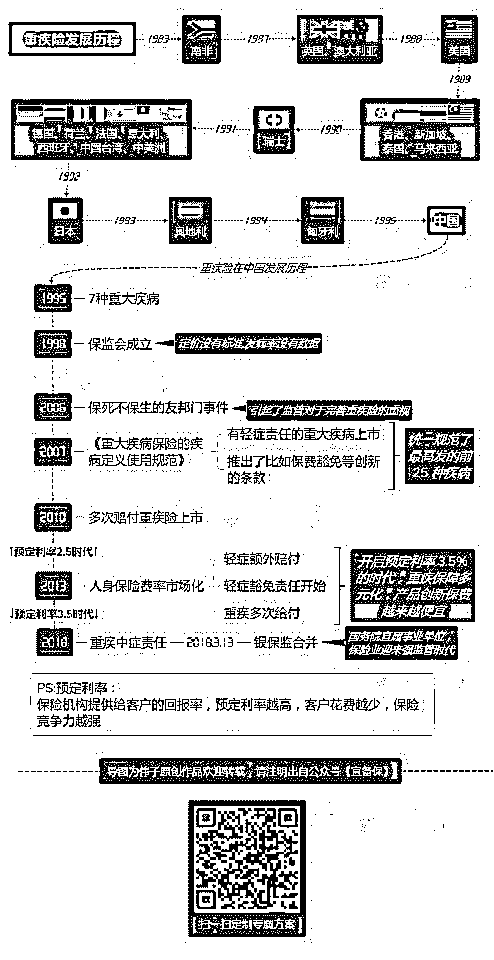 重疾险发展历程
1983
南非
1987
英国、澳大利亚
1988
美国
1989
香港、新加坡
泰国、马来西亚
1990
瑞士
1991
德国、荷兰、法国、意大利
西班牙、中国台湾、中美洲
1992
日本
1993
奥地利
1994
匈牙利
1995
中国
重疾险在中国发展历程
1995
7种重大疾病
1998
保监会成立
定价没有标准,发病率没有数据
2006
保死不保生的友邦门事件
引起了监管对于完善重疾险的重视
2007
《重大疾病保险的疾
病定义使用规范》
有轻症责任的重大疾病上市
推出了比如保费豁免等创新
的条款
统一规范了
最高发的前
25种疾病
2010
多次赔付重疾险上市
「预定利率2.5时代」
2013
人身保险费率市场化
轻症额外赔付
轻症豁免责任开始
重疾多次给付
开启预定利率3.5%
的时代,重疾保障多
元化,产品创新保费
越来越便宜
「预定利率3.5时代」
2018
重疾中症责任
2018.3.13
银保监合并
国务院直属事业单位,
保险业迎来强监管时代
PS:预定利率：
保险机构提供给客户的回报率，预定利率越高，客户花费越少，保险
竞争力越强
导图为作于原创作品欢迎转载，请注明出自公众号【宜备保】
扫一扫定制专属方案